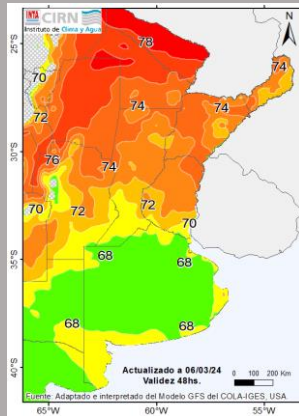 INTA CIRN
Instituto de Clima y Agua
N
25°S
30°S
35°S
40°S
78
70
74
74
74
72
76
74
70
72
72
70
68
68
68
68
Actualizado a 06/03/24
Validez 48hs.
0 100 200 Km
Fuente: Adaptado e interpretado del Modelo GFS del COLA-IGES, USA
65°W 60°W 55°W